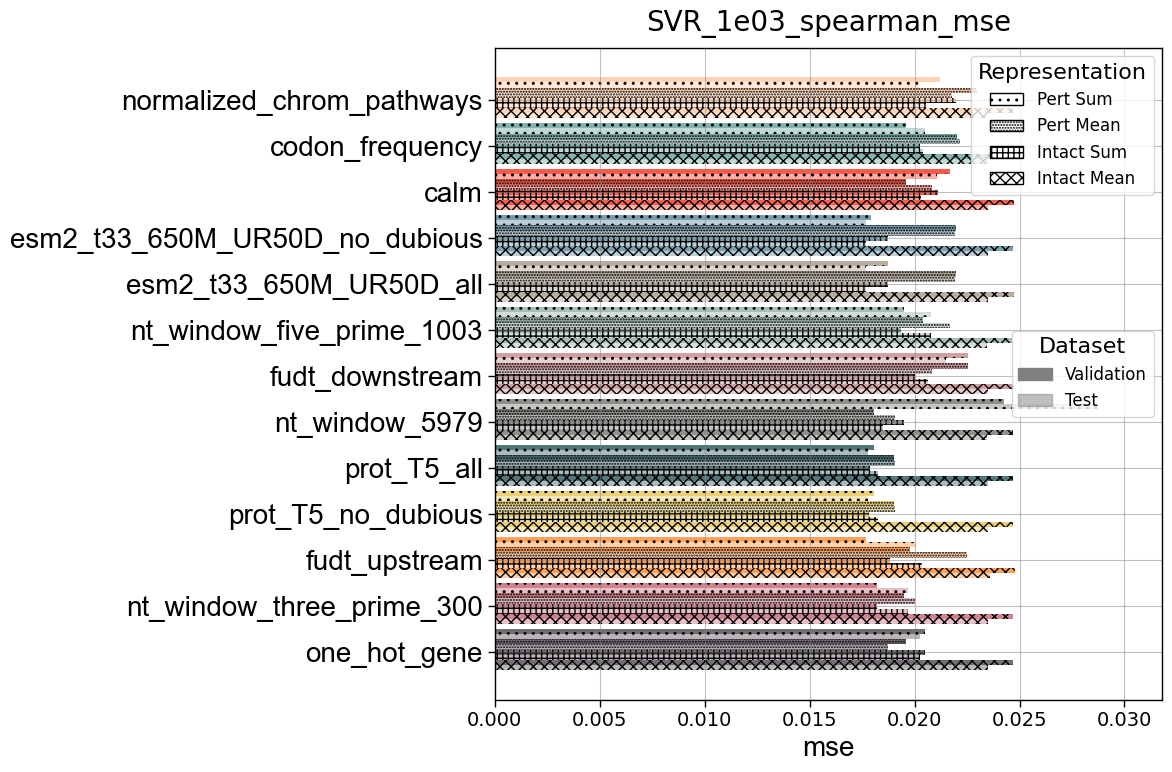 SVR_1e03_spearman_mse
normalized_chrom_pathways
codon_frequency
calm
esm2_t33_650M_UR50D_no_dubious
esm2_t33_650M_UR50D_all
nt_window_five_prime_1003
fudt_downstream
nt_window_5979
prot_T5_all
prot_T5_no_dubious
fudt_upstream
nt_window_three_prime_300
one_hot_gene
Representation
Pert Sum
Pert Mean
Intact Sum
Intact Mean
Dataset
Validation
Test
0.000 0.005 0.010 0.015 0.020 0.025 0.030
mse